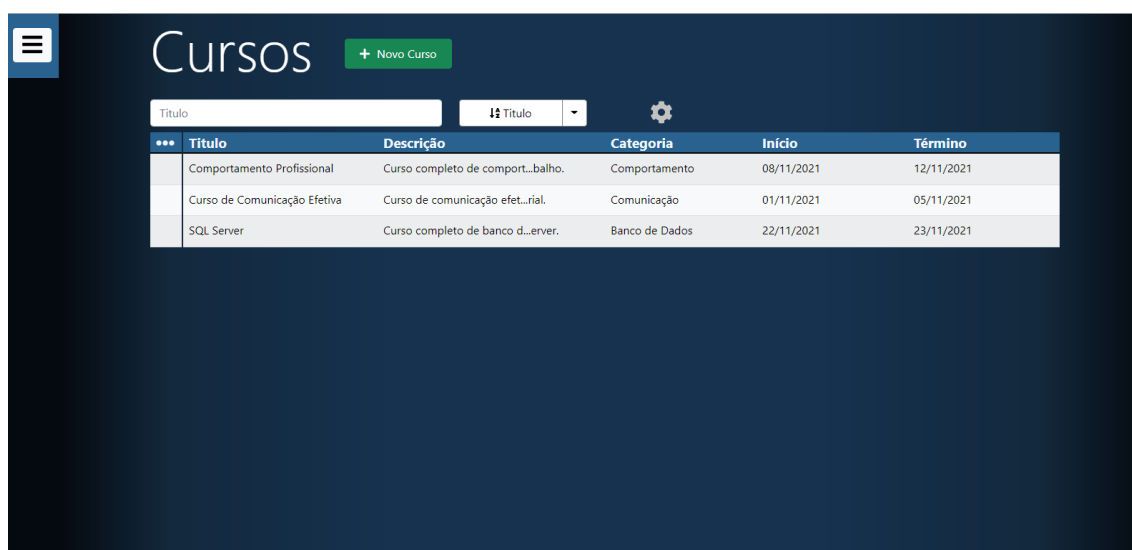 Cursos
+ Novo Curso
Titulo
Titulo
••• Titulo Descrição Categoria Início Término
Comportamento Profissional Curso completo de comport...balho. Comportamento 08/11/2021 12/11/2021
Curso de Comunicação Efetiva Curso de comunicação efet...rial. Comunicação 01/11/2021 05/11/2021
SQL Server Curso completo de banco d...erver. Banco de Dados 22/11/2021 23/11/2021